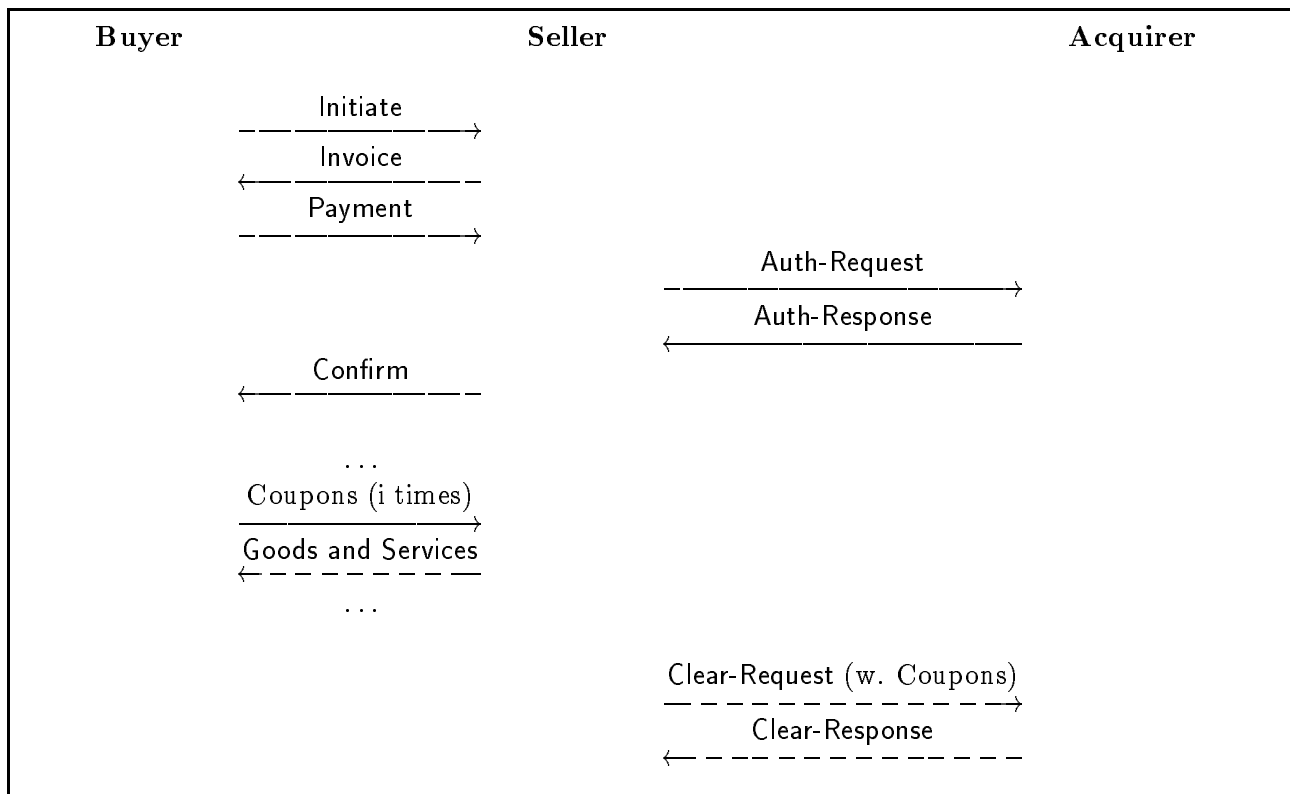 Buyer Seller Acquirer
Initiate
Invoice
Payment
Auth-Request
Auth-Response
Confirm
. . .
Coupons (i times)
Goods and Services
. . .
Clear-Request (w. Coupons)
Clear-Response